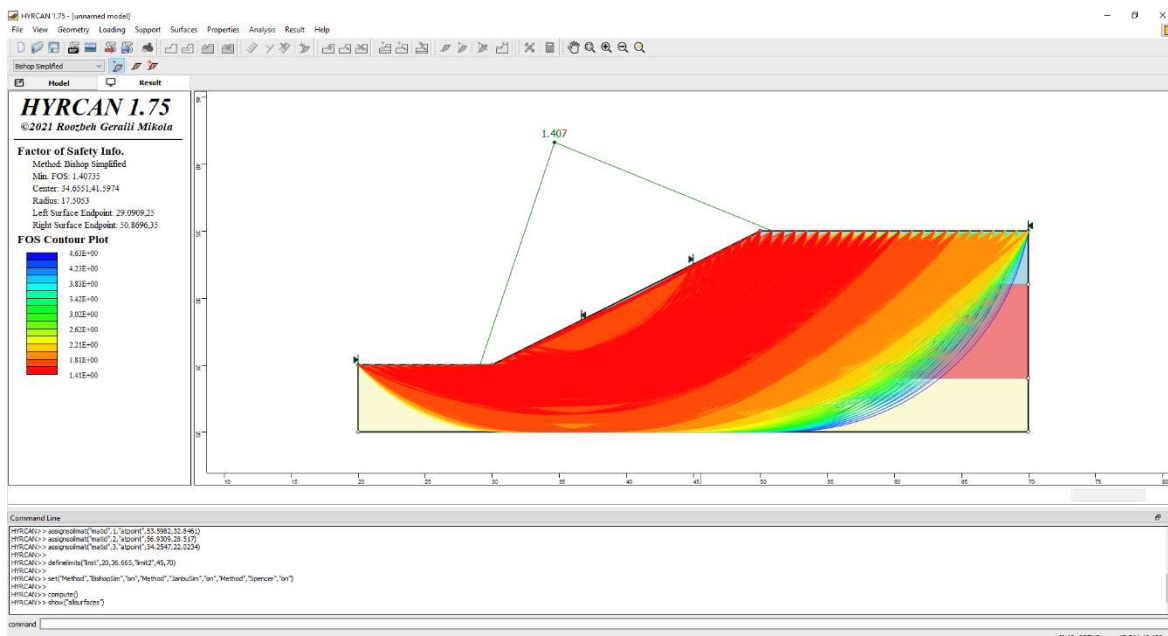 HYRCAN 1.75 - [unnamed model]
File View Geometry Loading Support Surfaces Properties Analysis Result Help
Bishop Simplified
Model Result
HYRCAN 1.75
©2021 Roozbeh Geraili Mikola
Factor of Safety Info.
Method: Bishop Simplified
Min. FOS: 1.40735
Center: 34.6551,41.5974
Radius: 17.5053
Left Surface Endpoint: 29.0909,25
Right Surface Endpoint: 50.8696,35
FOS Contour Plot
4.63E+00
4.23E+00
3.83E+00
3.42E+00
3.02E+00
2.62E+00
2.21E+00
1.81E+00
1.41E+00
1.407
45
40
35
30
25
20
10 15 20 25 30 35 40 45 50 55 60 65 70 75 80
Command Line
HYRCAN>> assignsoilmat("matid",1,"atpoint",53.5982,32.8461)
HYRCAN>> assignsoilmat("matid",2,"atpoint",56.9309,28.517)
HYRCAN>> assignsoilmat("matid",3,"atpoint",34.2547,22.0234)
HYRCAN>>
HYRCAN>> definelimits("limit",20,36.665,"limit2",45,70)
HYRCAN>>
HYRCAN>> set("Method","BishopSim","on","Method","JanbuSim","on","Method","Spencer","on")
HYRCAN>>
HYRCAN>> compute()
HYRCAN>> show("allsurfaces")
command